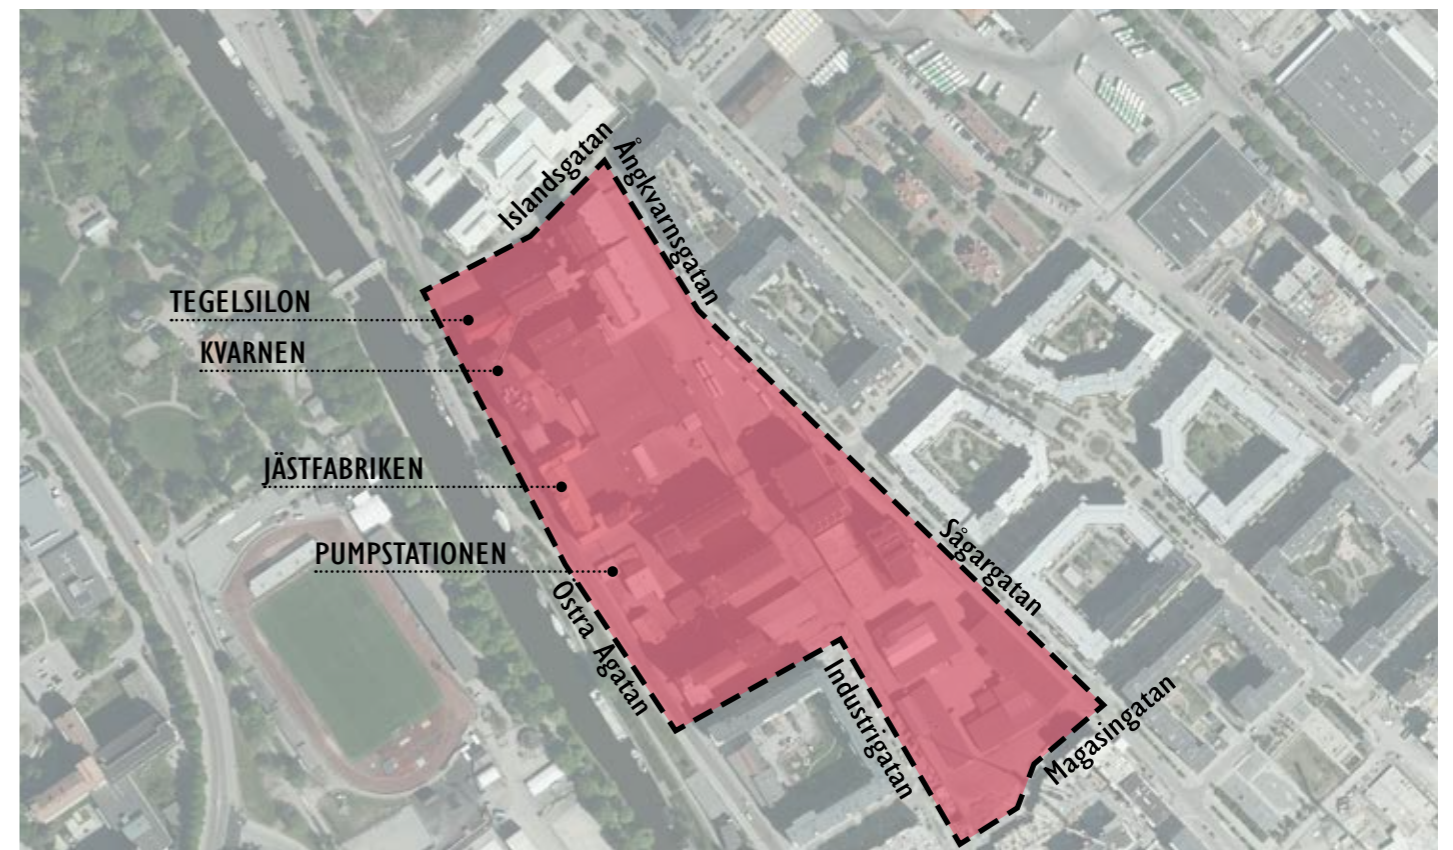 Islandsgatan
Ångkvarnsgatan
TEGELSILON
KVARNEN
JÄSTFABRIKEN
PUMPSTATIONEN
Östra Ågatan
Sågargatan
Industrigatan
Magasingatan